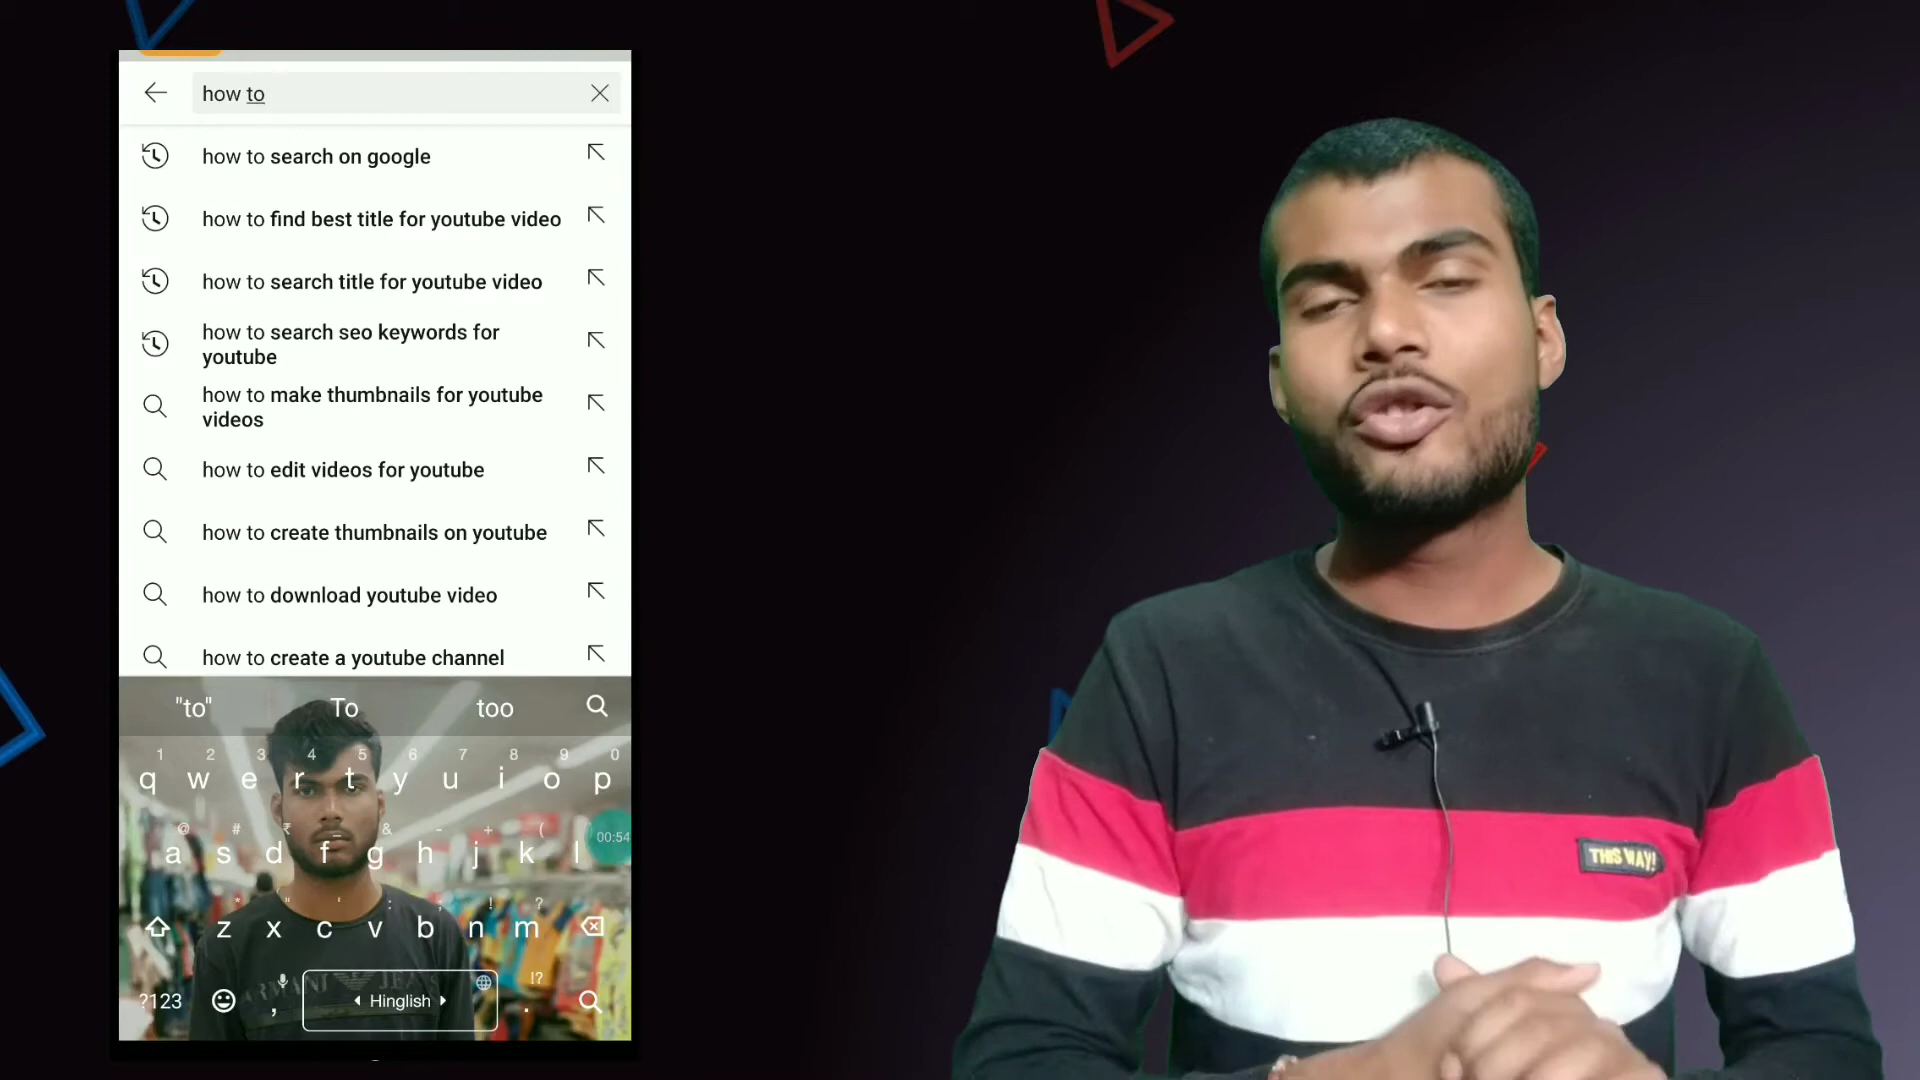 how to
how to search on google
how to find best title for youtube video
how to search title for youtube video
how to search seo keywords for
youtube
how to make thumbnails for youtube
videos
how to edit videos for youtube
how to create thumbnails on youtube
how to download youtube video
how to create a youtube channel
"to" To too
1 2 3 4 5 6 7 8 9 0
q w e r t y u i o p
@ # ₹ _ & - + (
a s d f g h j k l
00:54
* " ' : ; ! ?
z x c v b n m
!?
?123 , Hinglish .
ARMANI JEANS
THIS WAY!